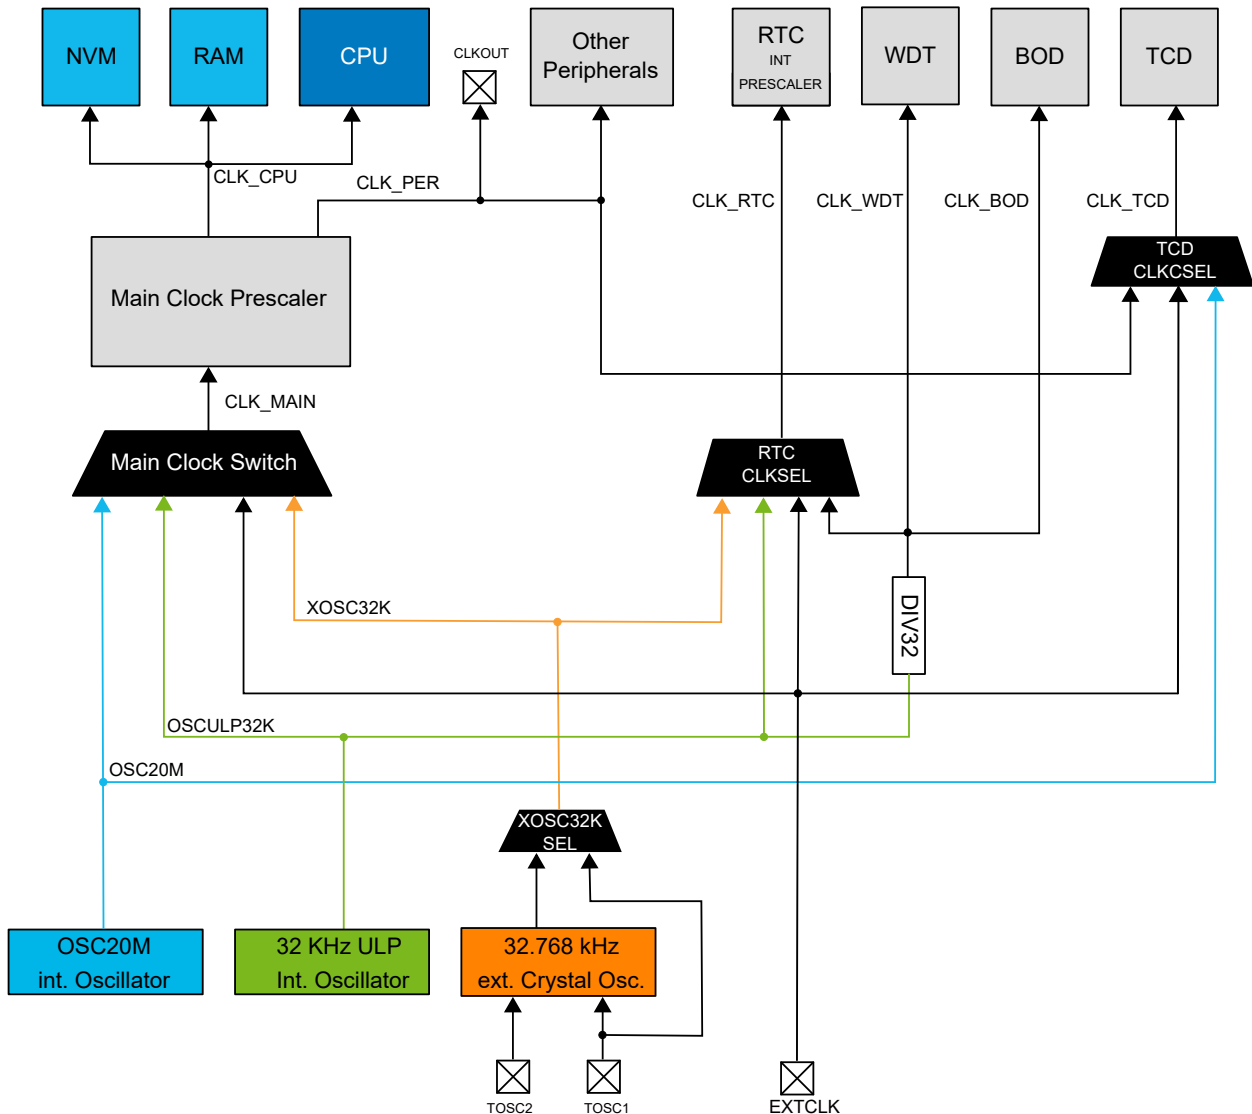 NVM
RAM
CPU
CLKOUT
Other
Peripherals
RTC
INT
PRESCALER
WDT
BOD
TCD
CLK_CPU
CLK_PER
CLK_RTC
CLK_WDT
CLK_BOD
CLK_TCD
TCD
CLKCSEL
Main Clock Prescaler
CLK_MAIN
Main Clock Switch
RTC
CLKSEL
XOSC32K
DIV32
OSCULP32K
OSC20M
XOSC32K
SEL
OSC20M
int. Oscillator
32 KHz ULP
Int. Oscillator
32.768 kHz
ext. Crystal Osc.
TOSC2
TOSC1
EXTCLK